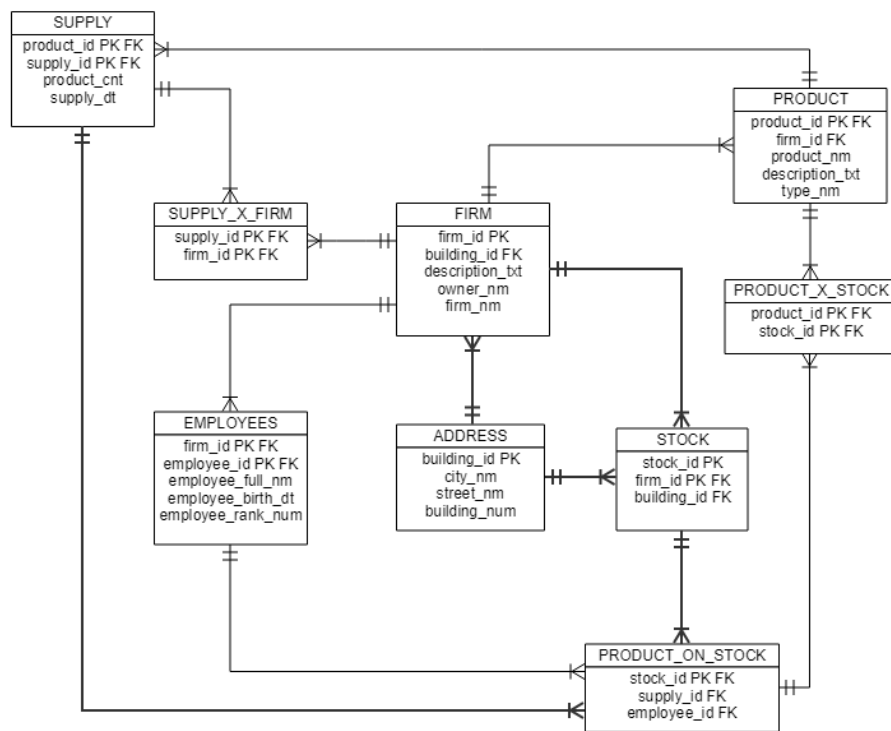 SUPPLY
product_id PK FK
supply_id PK FK
product_cnt
supply_dt
PRODUCT
product_id PK FK
firm_id FK
product_nm
description_txt
type_nm
SUPPLY_X_FIRM
supply_id PK FK
firm_id PK FK
FIRM
firm_id PK
building_id FK
description_txt
owner_nm
firm_nm
PRODUCT_X_STOCK
product_id PK FK
stock_id PK FK
EMPLOYEES
firm_id PK FK
employee_id PK FK
employee_full_nm
employee_birth_dt
employee_rank_num
ADDRESS
building_id PK
city_nm
street_nm
building_num
STOCK
stock_id PK
firm_id PK FK
building_id FK
PRODUCT_ON_STOCK
stock_id PK FK
supply_id FK
employee_id FK